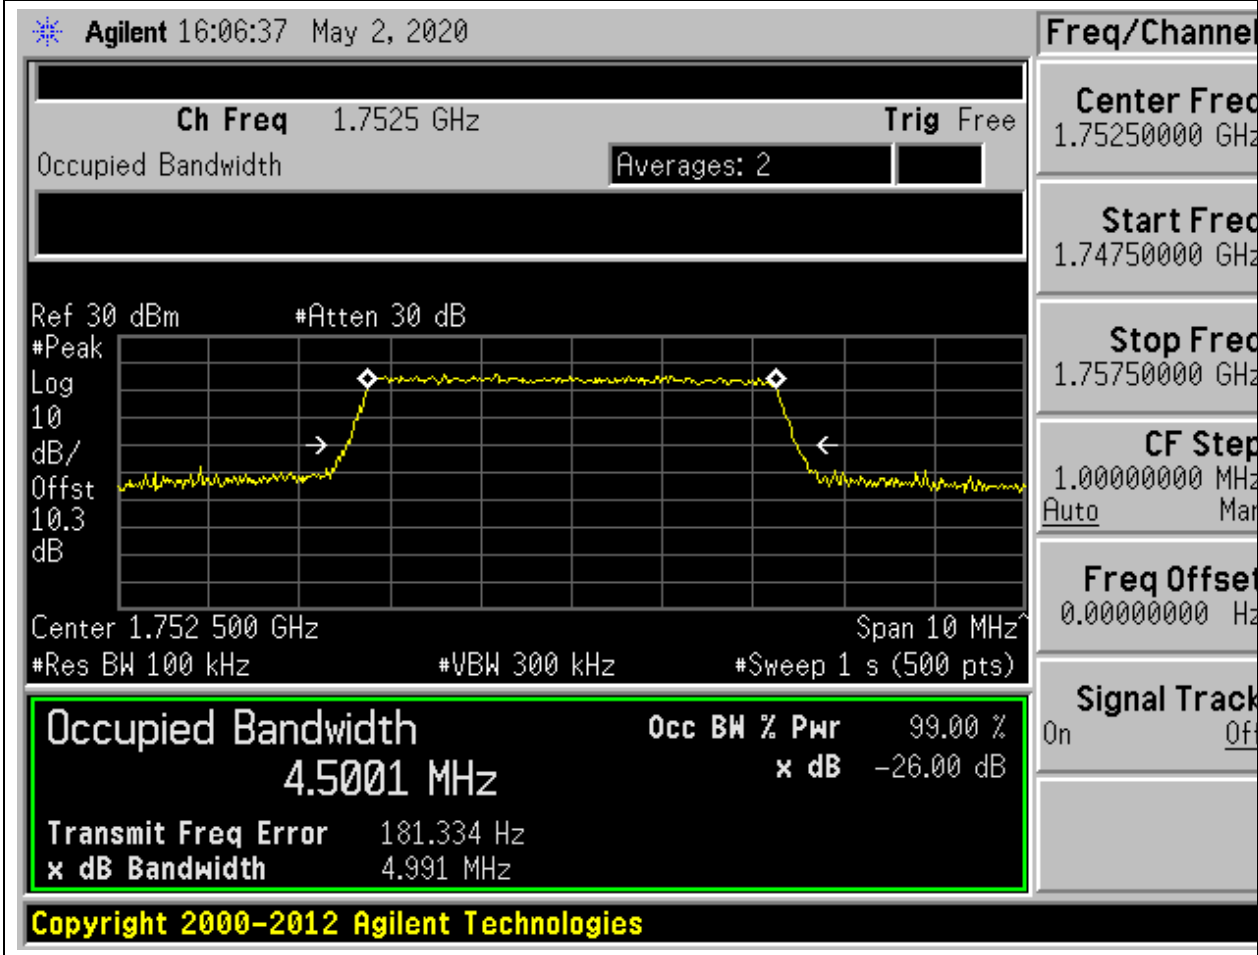 Agilent 16:06:37 May 2, 2020
Freq/Channel
Ch Freq 1.7525 GHz Trig Free
Occupied Bandwidth Averages: 2
Center Freq
1.75250000 GHz
Start Freq
1.74750000 GHz
Stop Freq
1.75750000 GHz
CF Step
1.00000000 MHz
Auto Man
Freq Offset
0.00000000 Hz
Signal Track
On Off
Ref 30 dBm #Atten 30 dB
#Peak
Log
10
dB/
Offst
10.3
dB
Center 1.752 500 GHz Span 10 MHz^
#Res BW 100 kHz #VBW 300 kHz #Sweep 1 s (500 pts)
Occupied Bandwidth Occ BW % Pwr 99.00 %
4.5001 MHz x dB -26.00 dB
Transmit Freq Error 181.334 Hz
x dB Bandwidth 4.991 MHz
Copyright 2000-2012 Agilent Technologies